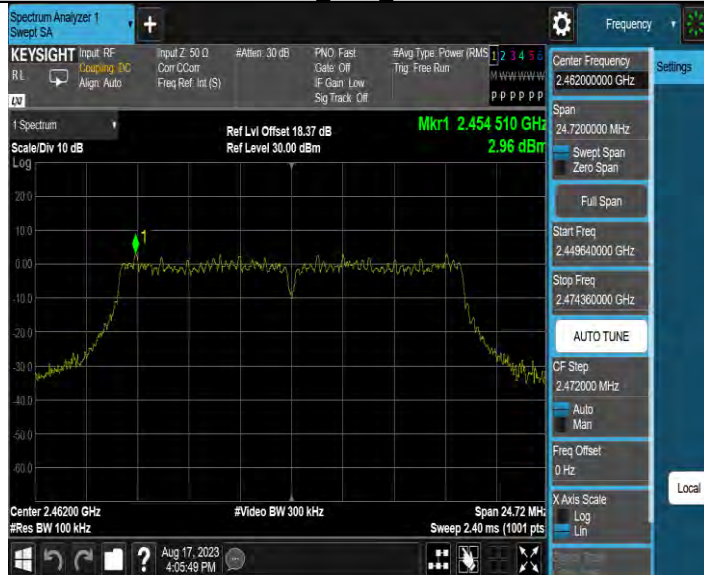 Spectrum Analyzer 1
Swept SA
+
Frequency
KEYSIGHT
RL
LXI
Input: RF
Coupling: DC
Align: Auto
Input Z: 50 Ω
Corr CCorr
Freq Ref: Int (S)
#Atten: 30 dB
PNO: Fast
Gate: Off
IF Gain: Low
Sig Track: Off
#Avg Type: Power (RMS
Trig: Free Run
1 2 3 4 5 6
M W W W W W
P P P P P P
Center Frequency
2.462000000 GHz
Settings
Span
24.7200000 MHz
Swept Span
Zero Span
Full Span
Start Freq
2.449640000 GHz
Stop Freq
2.474360000 GHz
AUTO TUNE
CF Step
2.472000 MHz
Auto
Man
Freq Offset
0 Hz
X Axis Scale
Log
Lin
Local
1 Spectrum
Scale/Div 10 dB
Ref Lvl Offset 18.37 dB
Ref Level 30.00 dBm
Mkr1 2.454 510 GHz
2.96 dBm
Log
20.0
10.0
0.00
-10.0
-20.0
-30.0
-40.0
-50.0
-60.0
1
Center 2.46200 GHz
#Res BW 100 kHz
#Video BW 300 kHz
Span 24.72 MHz
Sweep 2.40 ms (1001 pts
?
Aug 17, 2023
4:05:49 PM